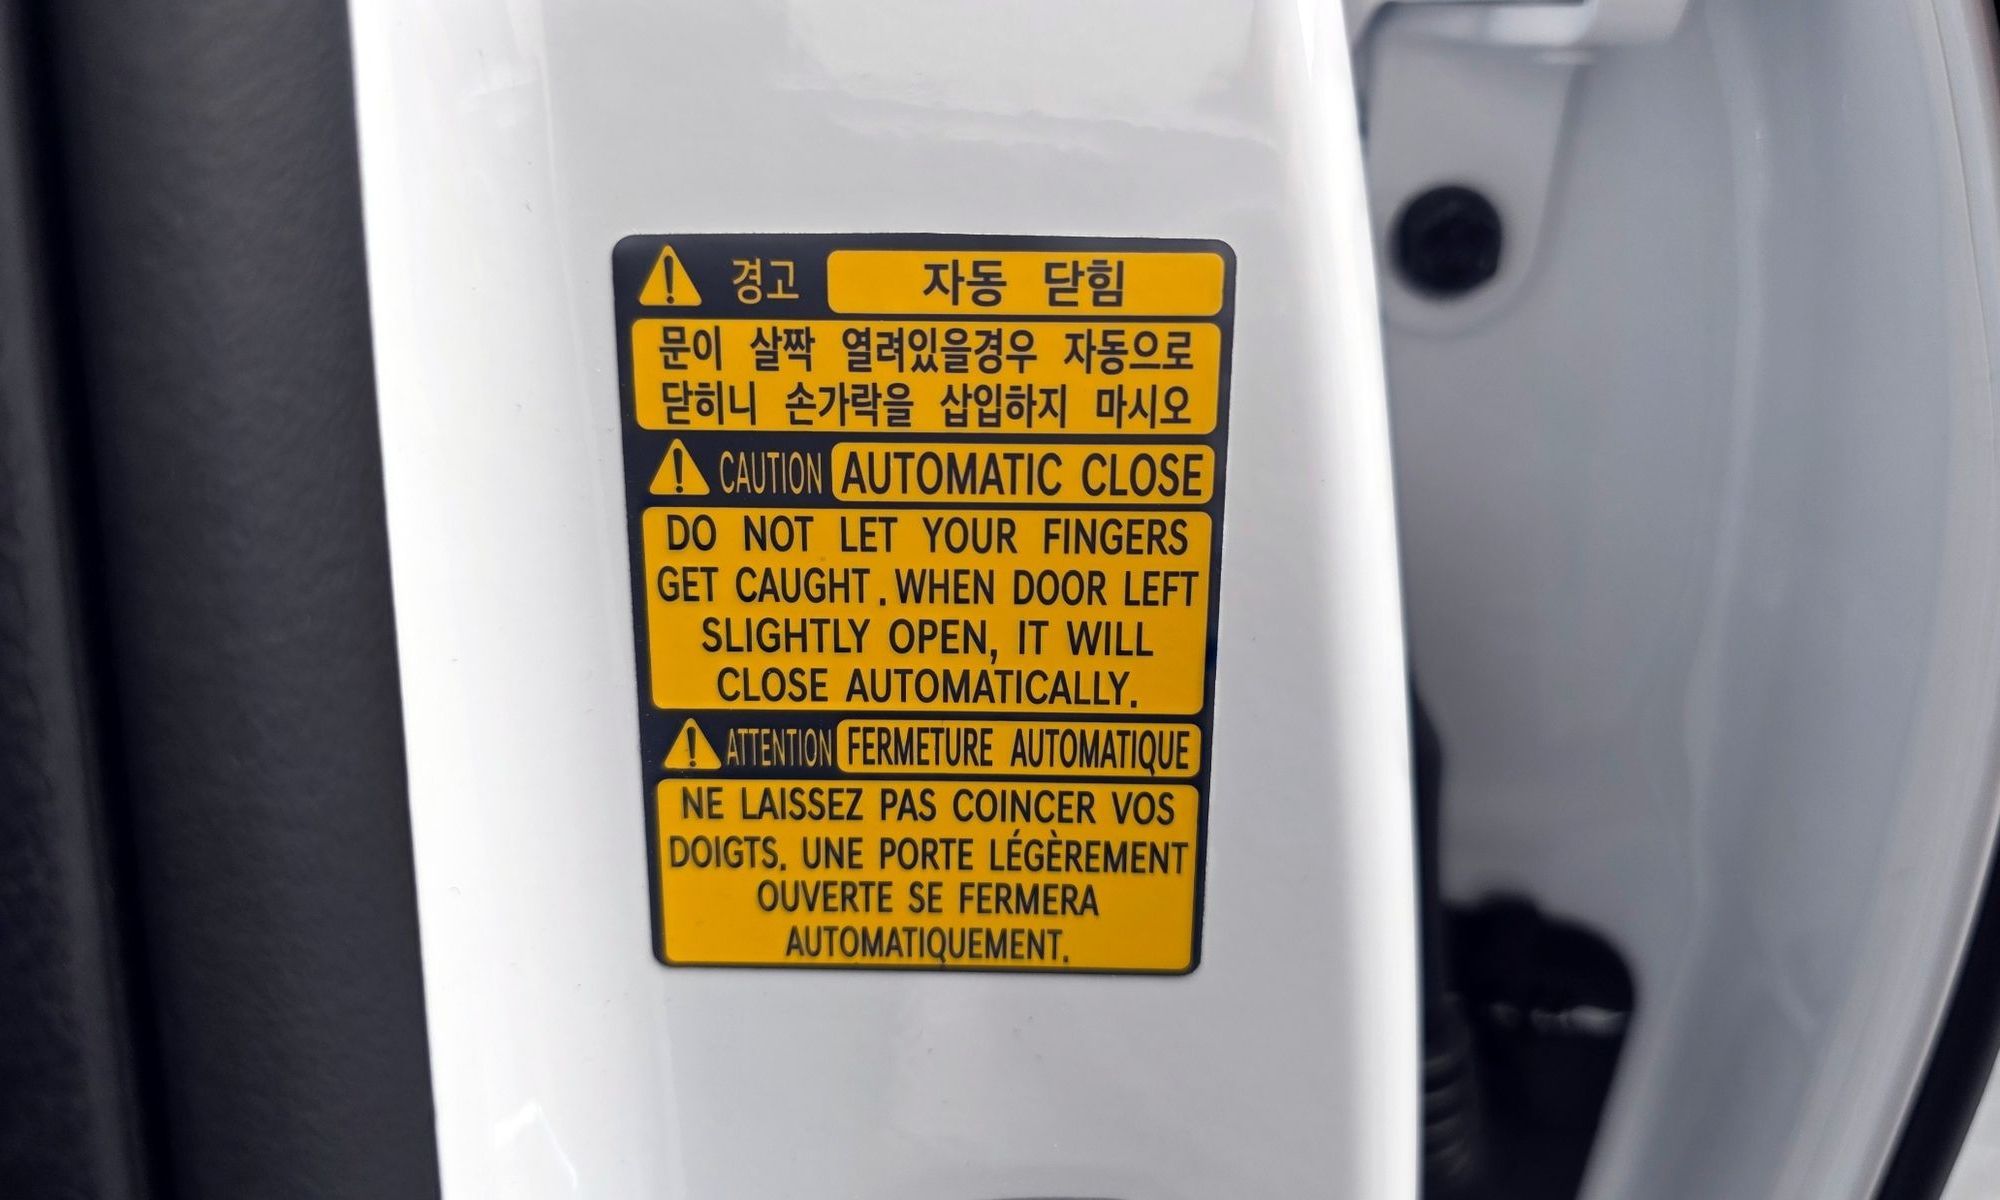 경고 자동 닫힘
문이 살짝 열려있을경우 자동으로
닫히니 손가락을 삽입하지 마시오
CAUTION AUTOMATIC CLOSE
DO NOT LET YOUR FINGERS
GET CAUGHT. WHEN DOOR LEFT
SLIGHTLY OPEN, IT WILL
CLOSE AUTOMATICALLY.
ATTENTION FERMETURE AUTOMATIQUE
NE LAISSEZ PAS COINCER VOS
DOIGTS. UNE PORTE LÉGÈREMENT
OUVERTE SE FERMERA
AUTOMATIQUEMENT.